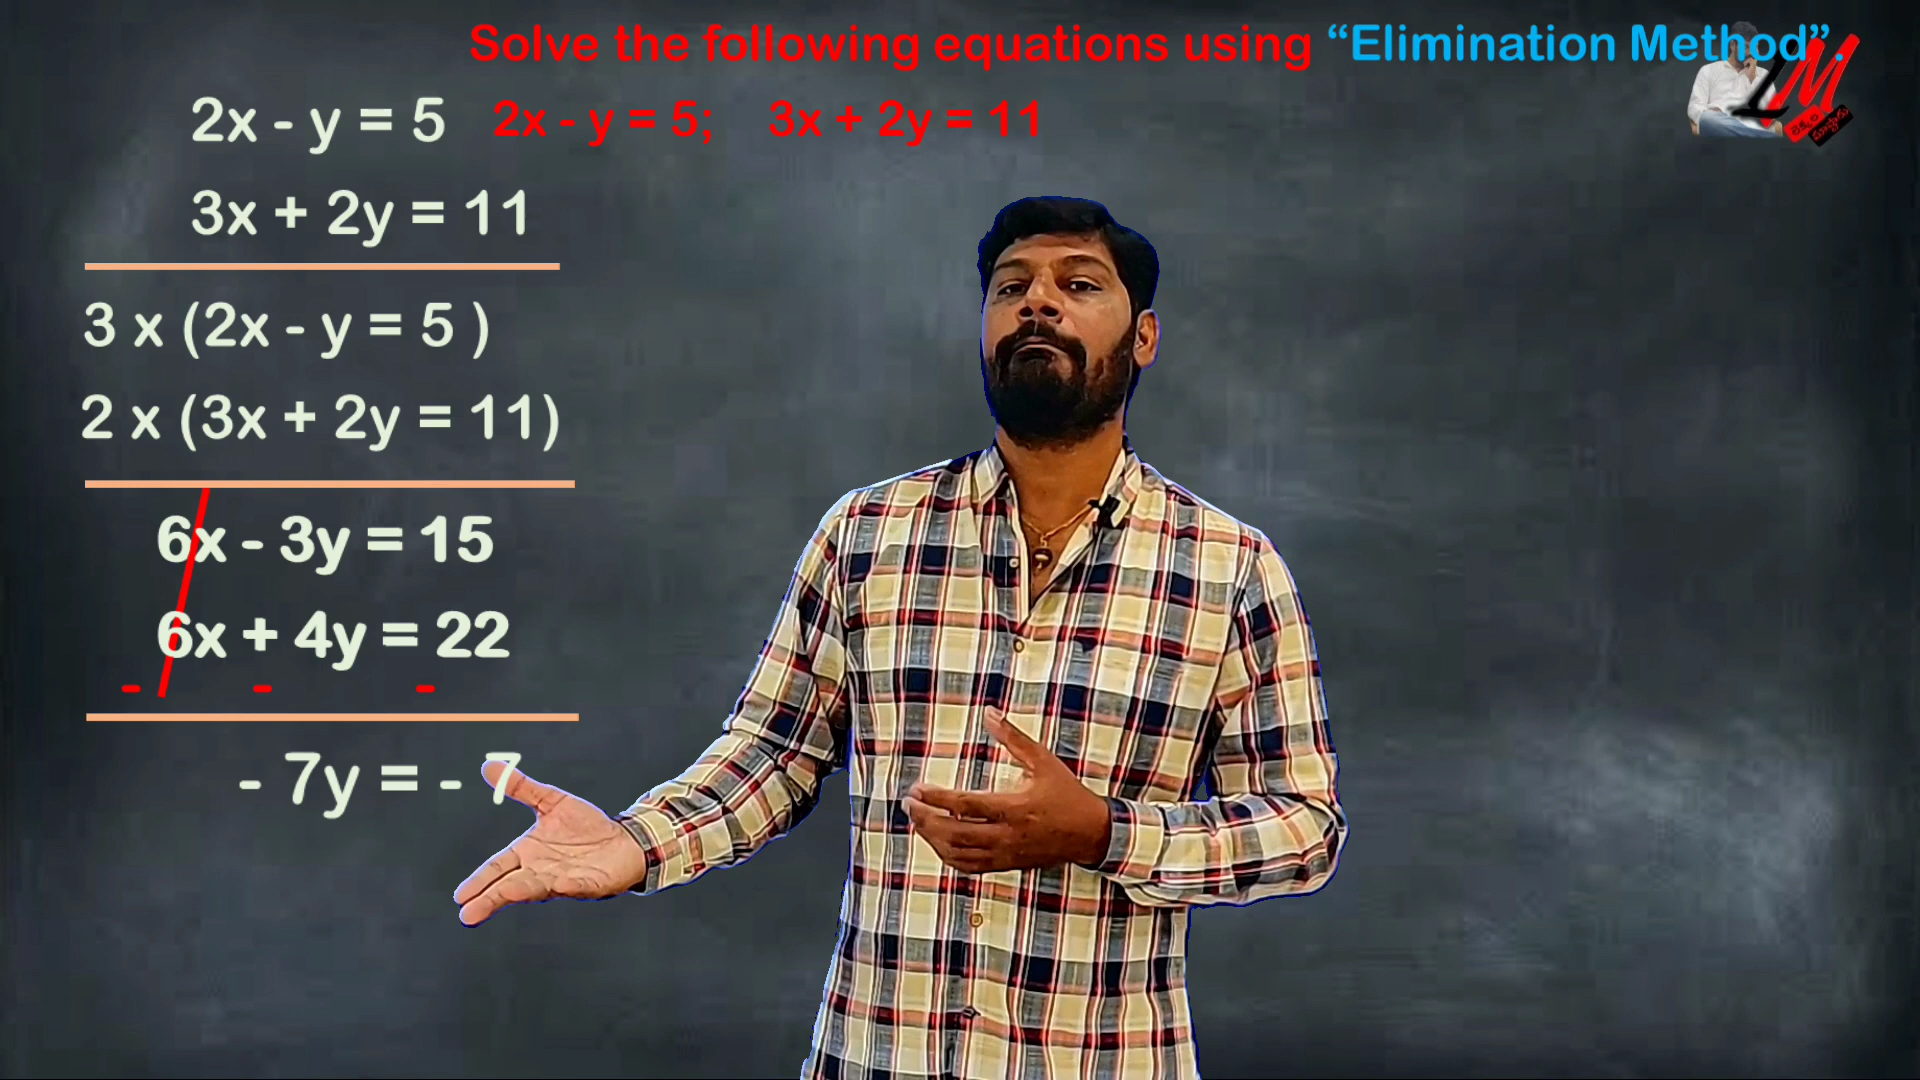 Solve the following equations using “Elimination Method”.
2x - y = 5; 3x + 2y = 11
2x - y = 5
3x + 2y = 11
3 x (2x - y = 5 )
2 x (3x + 2y = 11)
6x - 3y = 15
6x + 4y = 22
- - -
- 7y = - 7
LM